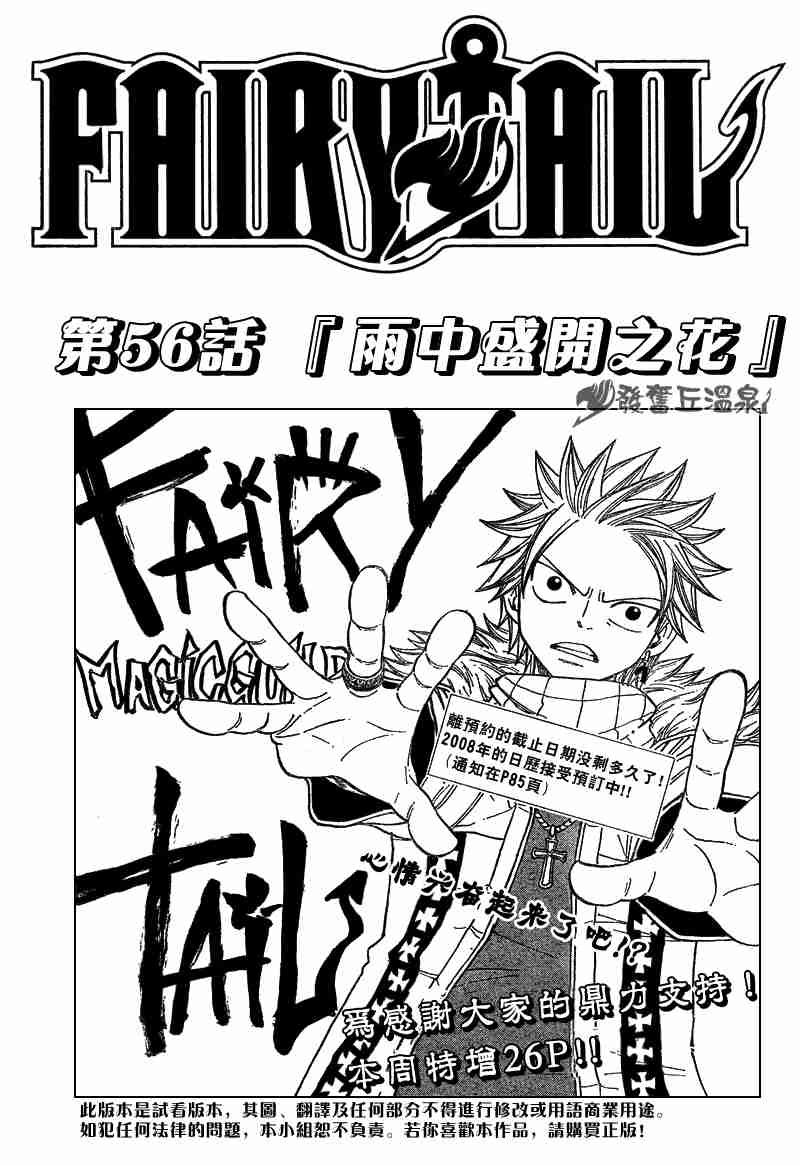 FAIRY TAIL
第56話『雨中盛開之花』
發奮丘溫泉
FAIRY
MAGIC GUILD
TAIL
離預約的截止日期没剩多久了!
2008年的日歷接受預訂中!!
(通知在P85頁)
心情興奮起來了吧!?
爲感謝大家的鼎力支持！
本周特增26P!!
此版本是試看版本，其圖、翻譯及任何部分不得進行修改或用語商業用途。
如犯任何法律的問題，本小組恕不負責。若你喜歡本作品，請購買正版!